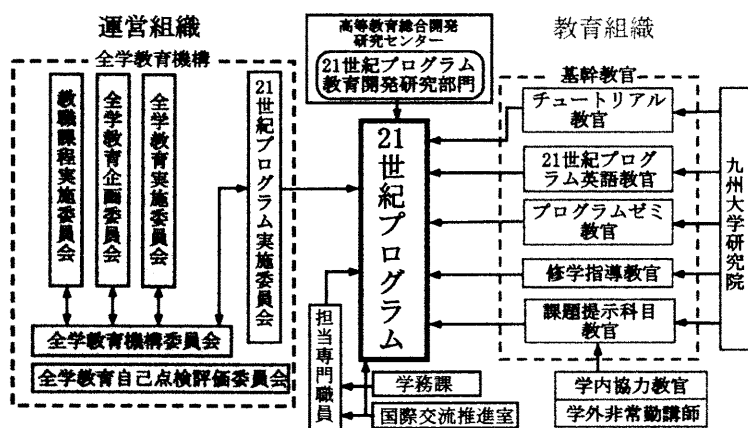 運営組織
全学教育機構
教職課程実施委員会
全学教育企画委員会
全学教育実施委員会
21世紀プログラム実施委員会
全学教育機構委員会
全学教育自己点検評価委員会
高等教育総合開発
研究センター
21世紀プログラム
教育開発研究部門
21世紀プログラム
担当専門職員
学務課
国際交流推進室
教育組織
基幹教官
チュートリアル
教官
21世紀プログ
ラム英語教官
プログラムゼミ
教官
修学指導教官
課題提示科目
教官
学内協力教官
学外非常勤講師
九州大学研究院